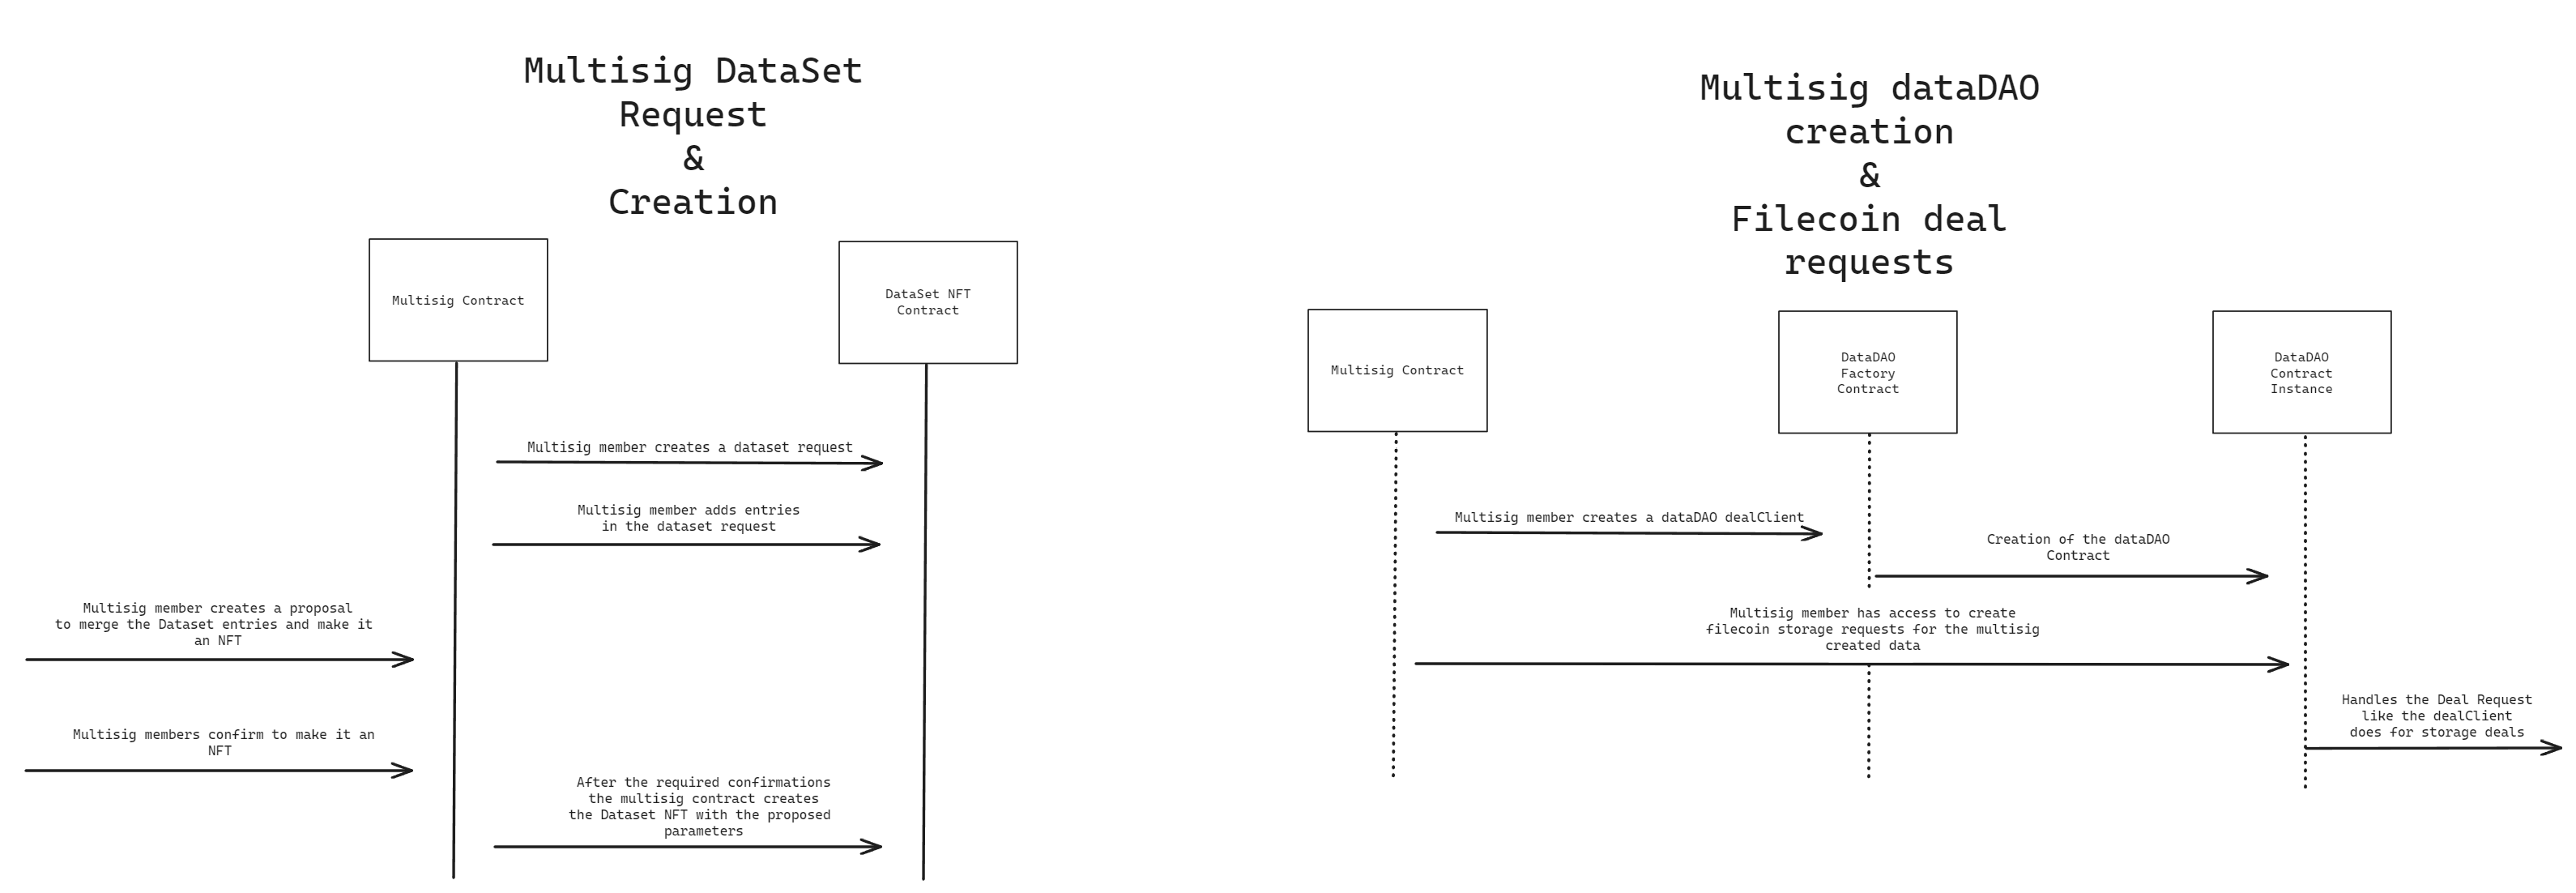 Multisig DataSet
Request
&
Creation
Multisig Contract
DataSet NFT
Contract
Multisig member creates a dataset request
Multisig member adds entries
in the dataset request
Multisig member creates a proposal
to merge the Dataset entries and make it
an NFT
Multisig members confirm to make it an
NFT
After the required confirmations
the multisig contract creates
the Dataset NFT with the proposed
parameters
Multisig dataDAO
creation
&
Filecoin deal
requests
Multisig Contract
DataDAO
Factory
Contract
DataDAO
Contract
Instance
Multisig member creates a dataDAO dealClient
Creation of the dataDAO
Contract
Multisig member has access to create
filecoin storage requests for the multisig
created data
Handles the Deal Request
like the dealClient
does for storage deals